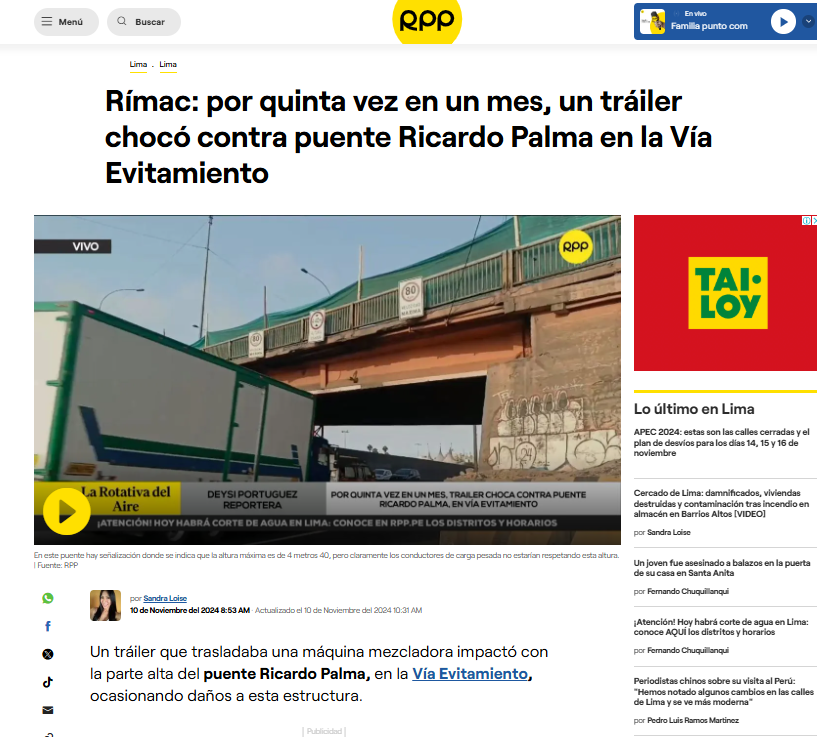 Menú
Buscar
RPP
En vivo
Familia punto com
Lima . Lima
Rímac: por quinta vez en un mes, un tráiler
chocó contra puente Ricardo Palma en la Vía
Evitamiento
VIVO
RPP
80
80
La Rotativa del
Aire
DEYSI PORTUGUEZ
REPORTERA
POR QUINTA VEZ EN UN MES, TRAILER CHOCA CONTRA PUENTE
RICARDO PALMA, EN VÍA EVITAMIENTO
¡ATENCIÓN! HOY HABRÁ CORTE DE AGUA EN LIMA: CONOCE EN RPP.PE LOS DISTRITOS Y HORARIOS
En este puente hay señalización donde se indica que la altura máxima es de 4 metros 40, pero claramente los conductores de carga pesada no estarían respetando esta altura.
| Fuente: RPP
por Sandra Loise
10 de Noviembre del 2024 8:53 AM · Actualizado el 10 de Noviembre del 2024 10:31 AM
Un tráiler que trasladaba una máquina mezcladora impactó con
la parte alta del puente Ricardo Palma, en la Vía Evitamiento,
ocasionando daños a esta estructura.
| Publicidad |
TAI·
LOY
Lo último en Lima
APEC 2024: estas son las calles cerradas y el
plan de desvíos para los días 14, 15 y 16 de
noviembre
Cercado de Lima: damnificados, viviendas
destruidas y contaminación tras incendio en
almacén en Barrios Altos [VIDEO]
por Sandra Loise
Un joven fue asesinado a balazos en la puerta
de su casa en Santa Anita
por Fernando Chuquillanqui
¡Atención! Hoy habrá corte de agua en Lima:
conoce AQUÍ los distritos y horarios
por Fernando Chuquillanqui
Periodistas chinos sobre su visita al Perú:
"Hemos notado algunos cambios en las calles
de Lima y se ve más moderna"
por Pedro Luis Ramos Martinez